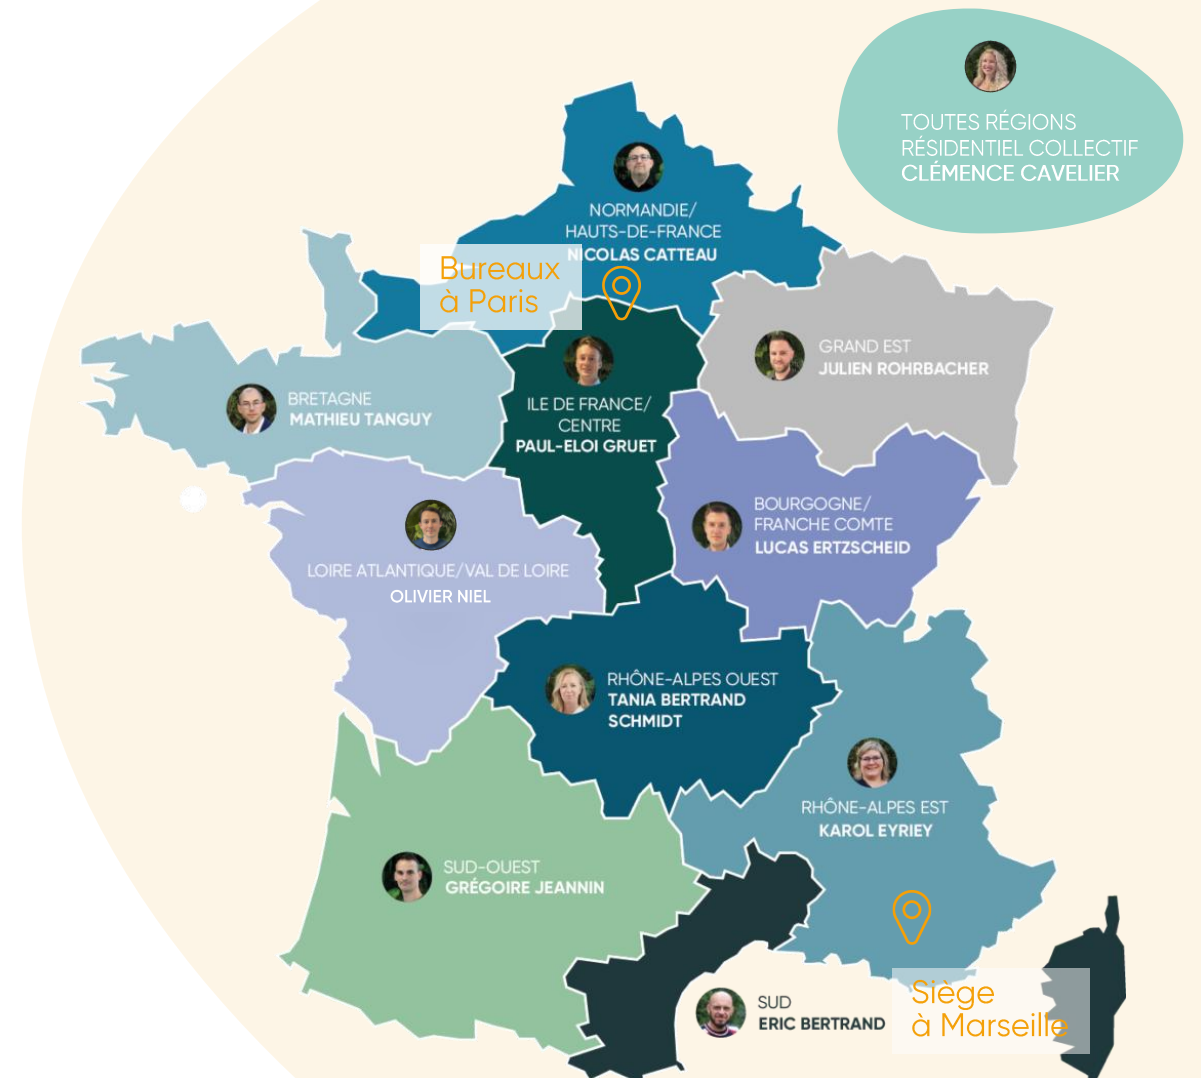 TOUTES RÉGIONS
RÉSIDENTIEL COLLECTIF
CLÉMENCE CAVELIER
NORMANDIE/
HAUTS-DE-FRANCE
NICOLAS CATTEAU
Bureaux
à Paris
GRAND EST
JULIEN ROHRBACHER
BRETAGNE
MATHIEU TANGUY
ILE DE FRANCE/
CENTRE
PAUL-ELOI GRUET
BOURGOGNE/
FRANCHE COMTE
LUCAS ERTZSCHEID
LOIRE ATLANTIQUE/VAL DE LOIRE
OLIVIER NIEL
RHÔNE-ALPES OUEST
TANIA BERTRAND
SCHMIDT
RHÔNE-ALPES EST
KAROL EYRIEY
SUD-OUEST
GRÉGOIRE JEANNIN
SUD
ERIC BERTRAND
Siège
à Marseille